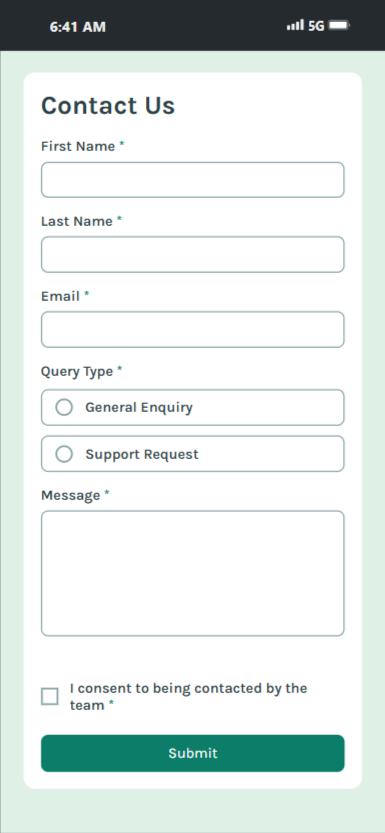 6:41 AM
5G
Contact Us
First Name *
Last Name *
Email *
Query Type *
General Enquiry
Support Request
Message *
I consent to being contacted by the
team *
Submit